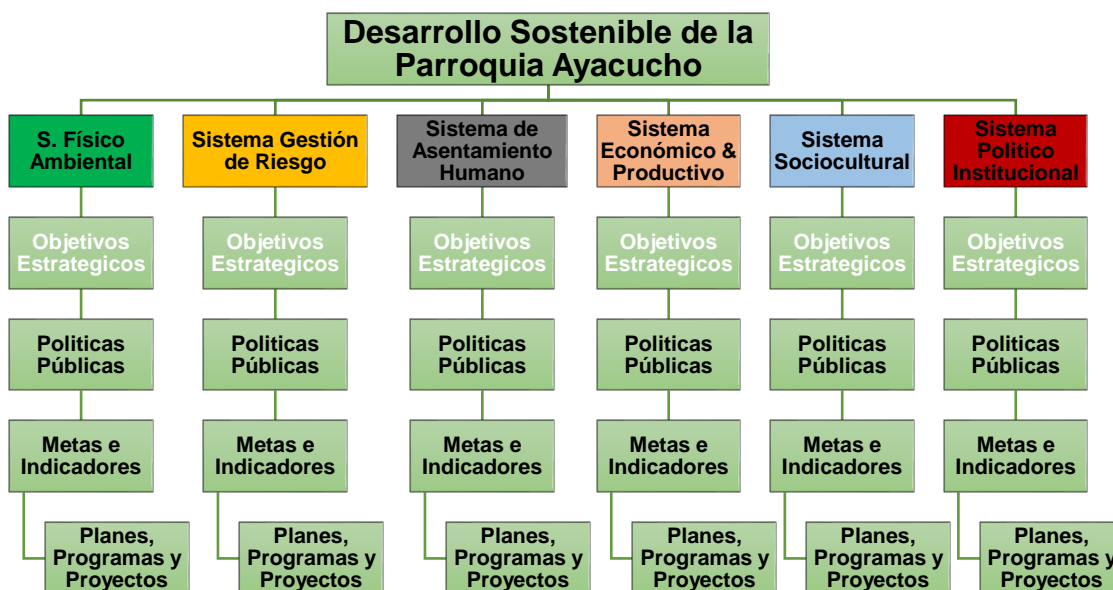 Desarrollo Sostenible de la
Parroquia Ayacucho
S. Físico
Ambiental
Sistema Gestión
de Riesgo
Sistema de
Asentamiento
Humano
Sistema
Económico &
Productivo
Sistema
Sociocultural
Sistema
Politico
Institucional
Objetivos
Estrategicos
Objetivos
Estrategicos
Objetivos
Estrategicos
Objetivos
Estrategicos
Objetivos
Estrategicos
Objetivos
Estrategicos
Politicas
Públicas
Politicas
Públicas
Politicas
Públicas
Politicas
Públicas
Politicas
Públicas
Politicas
Públicas
Metas e
Indicadores
Metas e
Indicadores
Metas e
Indicadores
Metas e
Indicadores
Metas e
Indicadores
Metas e
Indicadores
Planes,
Programas y
Proyectos
Planes,
Programas y
Proyectos
Planes,
Programas y
Proyectos
Planes,
Programas y
Proyectos
Planes,
Programas y
Proyectos
Planes,
Programas y
Proyectos